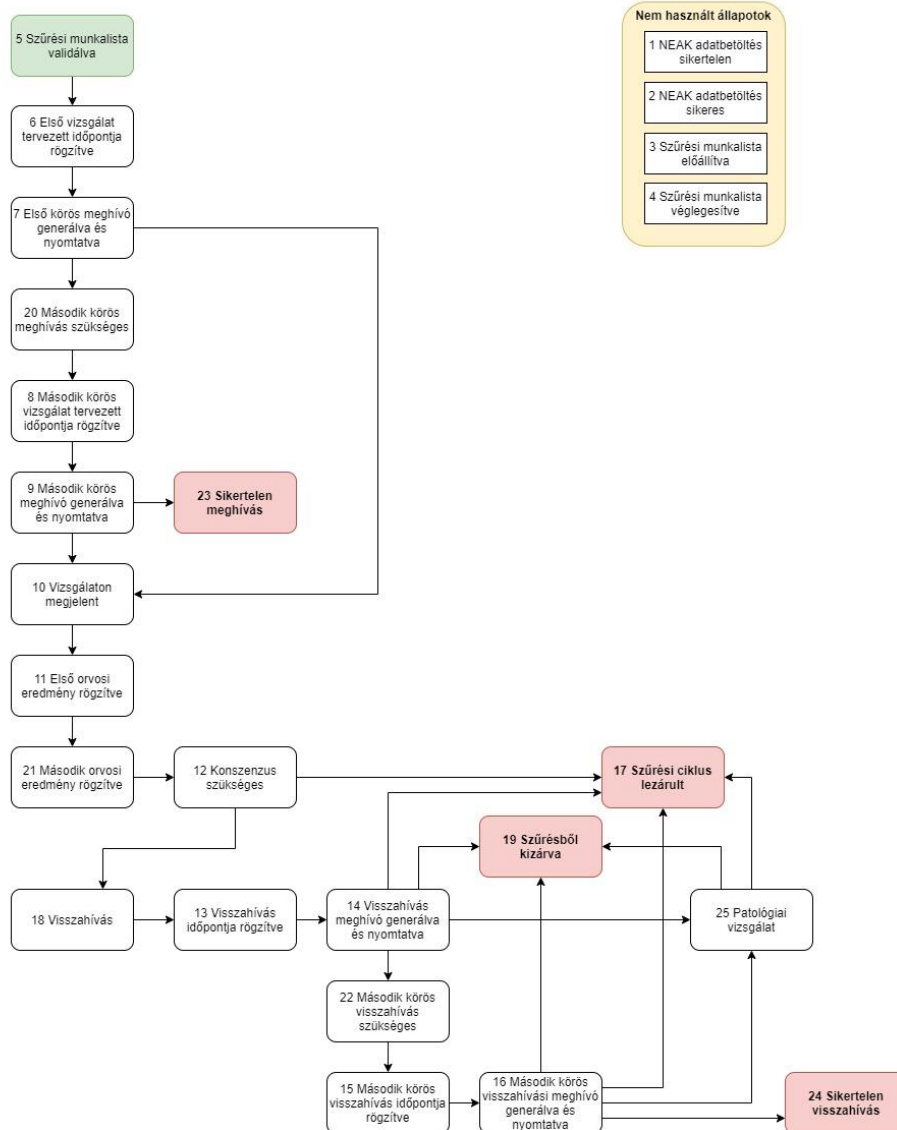 5 Szűrési munkalista
validálva
Nem használt állapotok
1 NEAK adatbetöltés
sikertelen
2 NEAK adatbetöltés
sikeres
3 Szűrési munkalista
előállítva
4 Szűrési munkalista
véglegesítve
6 Első vizsgálat
tervezett időpontja
rögzítve
7 Első körös meghívó
generálva és
nyomtatva
20 Második körös
meghívás szükséges
8 Második körös
vizsgálat tervezett
időpontja rögzítve
9 Második körös
meghívó generálva
és nyomtatva
23 Sikertelen
meghívás
10 Vizsgálaton
megjelent
11 Első orvosi
eredmény rögzítve
21 Második orvosi
eredmény rögzítve
12 Konszenzus
szükséges
17 Szűrési ciklus
lezárult
19 Szűrésből
kizárva
18 Visszahívás
13 Visszahívás
időpontja rögzítve
14 Visszahívás
meghívó generálva
és nyomtatva
25 Patológiai
vizsgálat
22 Második körös
visszahívás
szükséges
15 Második körös
visszahívás időpontja
rögzítve
16 Második körös
visszahívási meghívó
generálva és
nyomtatva
24 Sikertelen
visszahívás